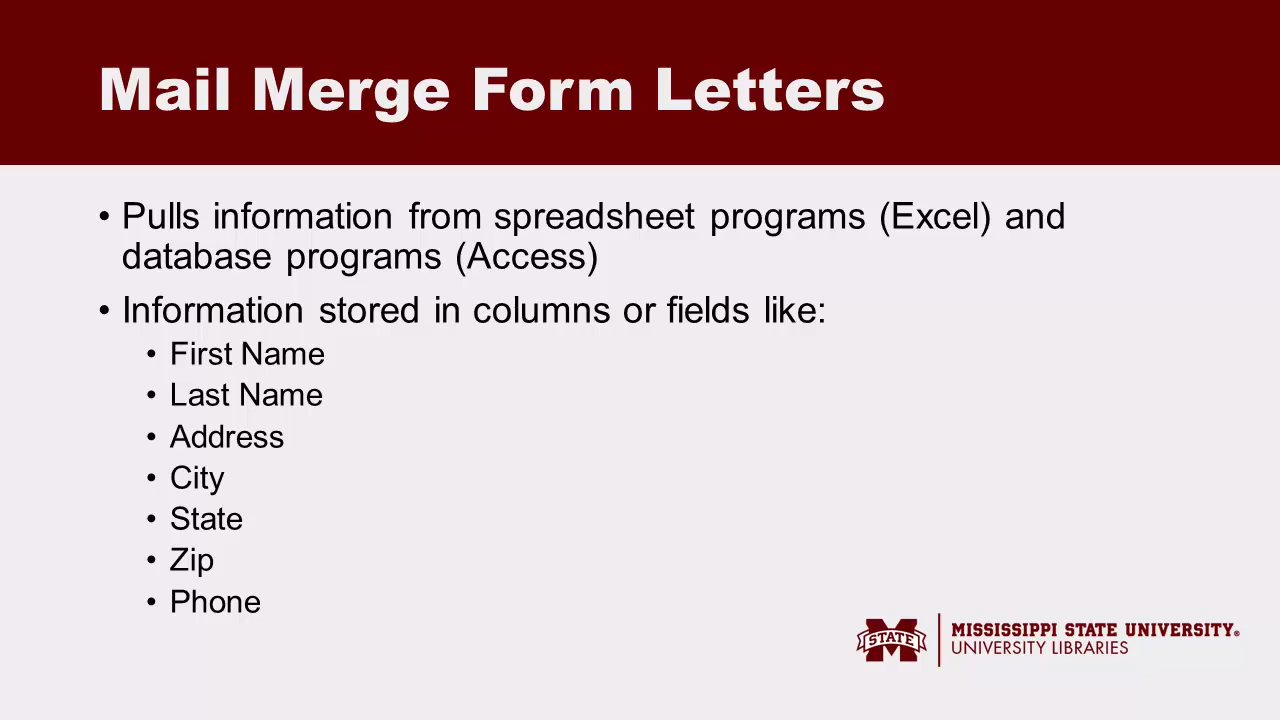 Mail Merge Form Letters
• Pulls information from spreadsheet programs (Excel) and
database programs (Access)
• Information stored in columns or fields like:
• First Name
• Last Name
• Address
• City
• State
• Zip
• Phone
STATE
MISSISSIPPI STATE UNIVERSITY®
UNIVERSITY LIBRARIES